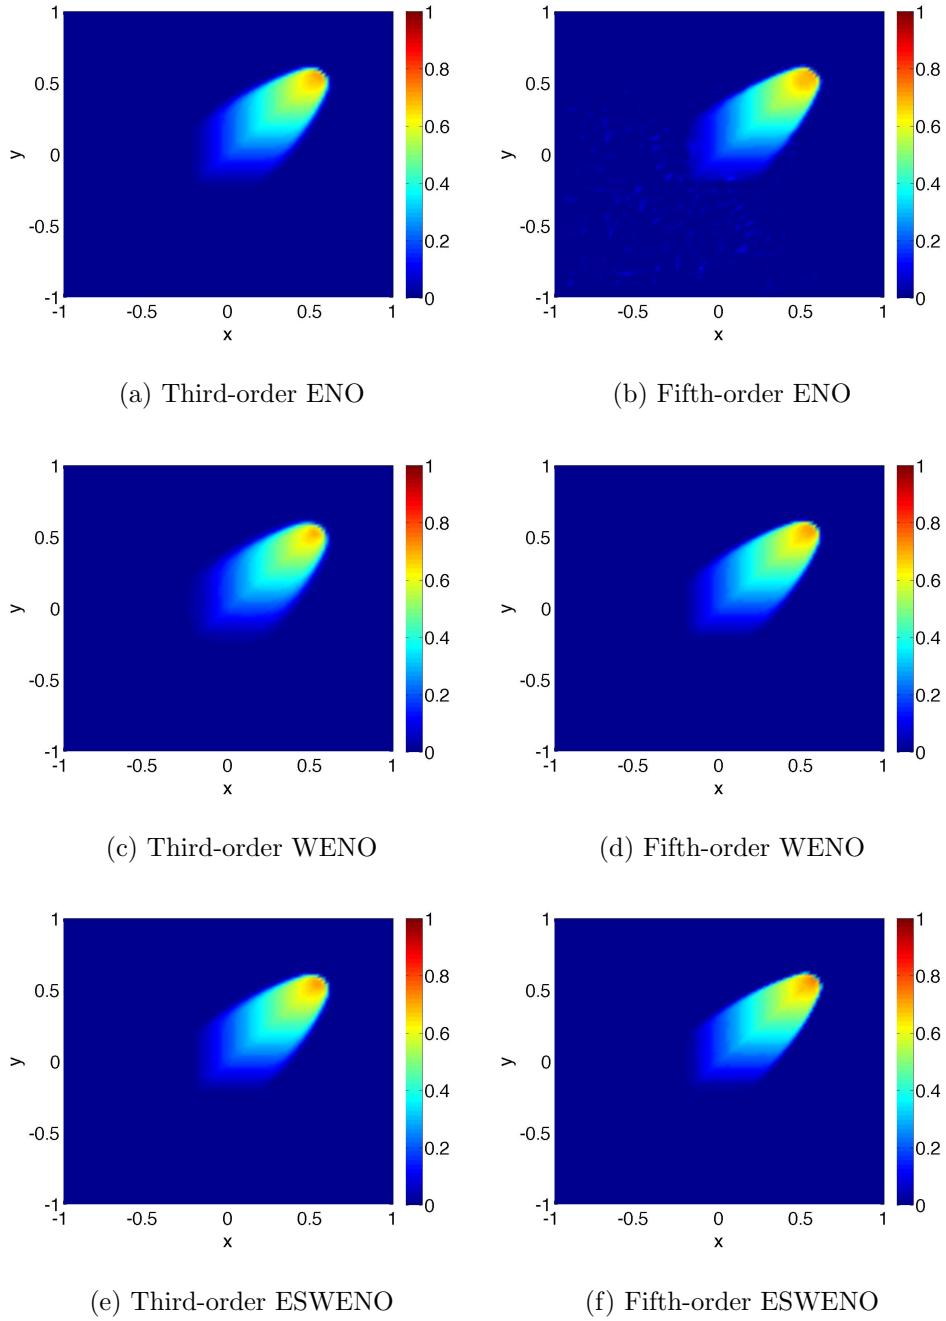 1 1 1 1
0.5 0.8 0.5 0.8
y 0 0.6 y 0 0.6
0.4 0.4
-0.5 0.2 -0.5 0.2
-1 0 -1 0
-1 -0.5 0 0.5 1 -1 -0.5 0 0.5 1
x x
(a) Third-order ENO (b) Fifth-order ENO
1 1 1 1
0.5 0.8 0.5 0.8
y 0 0.6 y 0 0.6
0.4 0.4
-0.5 0.2 -0.5 0.2
-1 0 -1 0
-1 -0.5 0 0.5 1 -1 -0.5 0 0.5 1
x x
(c) Third-order WENO (d) Fifth-order WENO
1 1 1 1
0.5 0.8 0.5 0.8
y 0 0.6 y 0 0.6
0.4 0.4
-0.5 0.2 -0.5 0.2
-1 0 -1 0
-1 -0.5 0 0.5 1 -1 -0.5 0 0.5 1
x x
(e) Third-order ESWENO (f) Fifth-order ESWENO